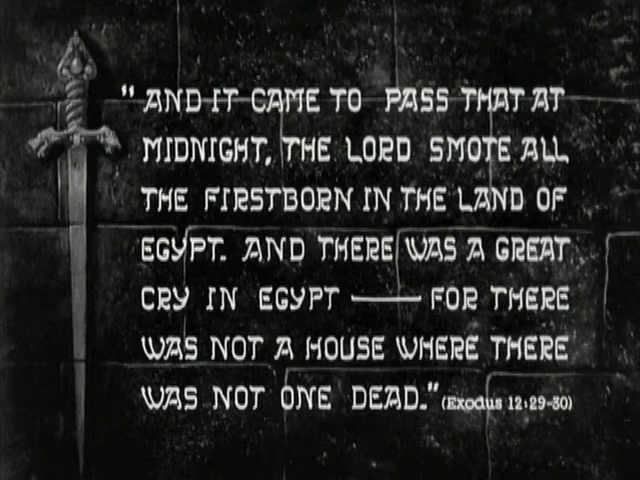 " AND IT CAME TO PASS THAT AT
MIDNIGHT, THE LORD SMOTE ALL
THE FIRSTBORN IN THE LAND OF
EGYPT. AND THERE WAS A GREAT
CRY IN EGYPT — FOR THERE
WAS NOT A HOUSE WHERE THERE
WAS NOT ONE DEAD." (Exodus 12:29-30)